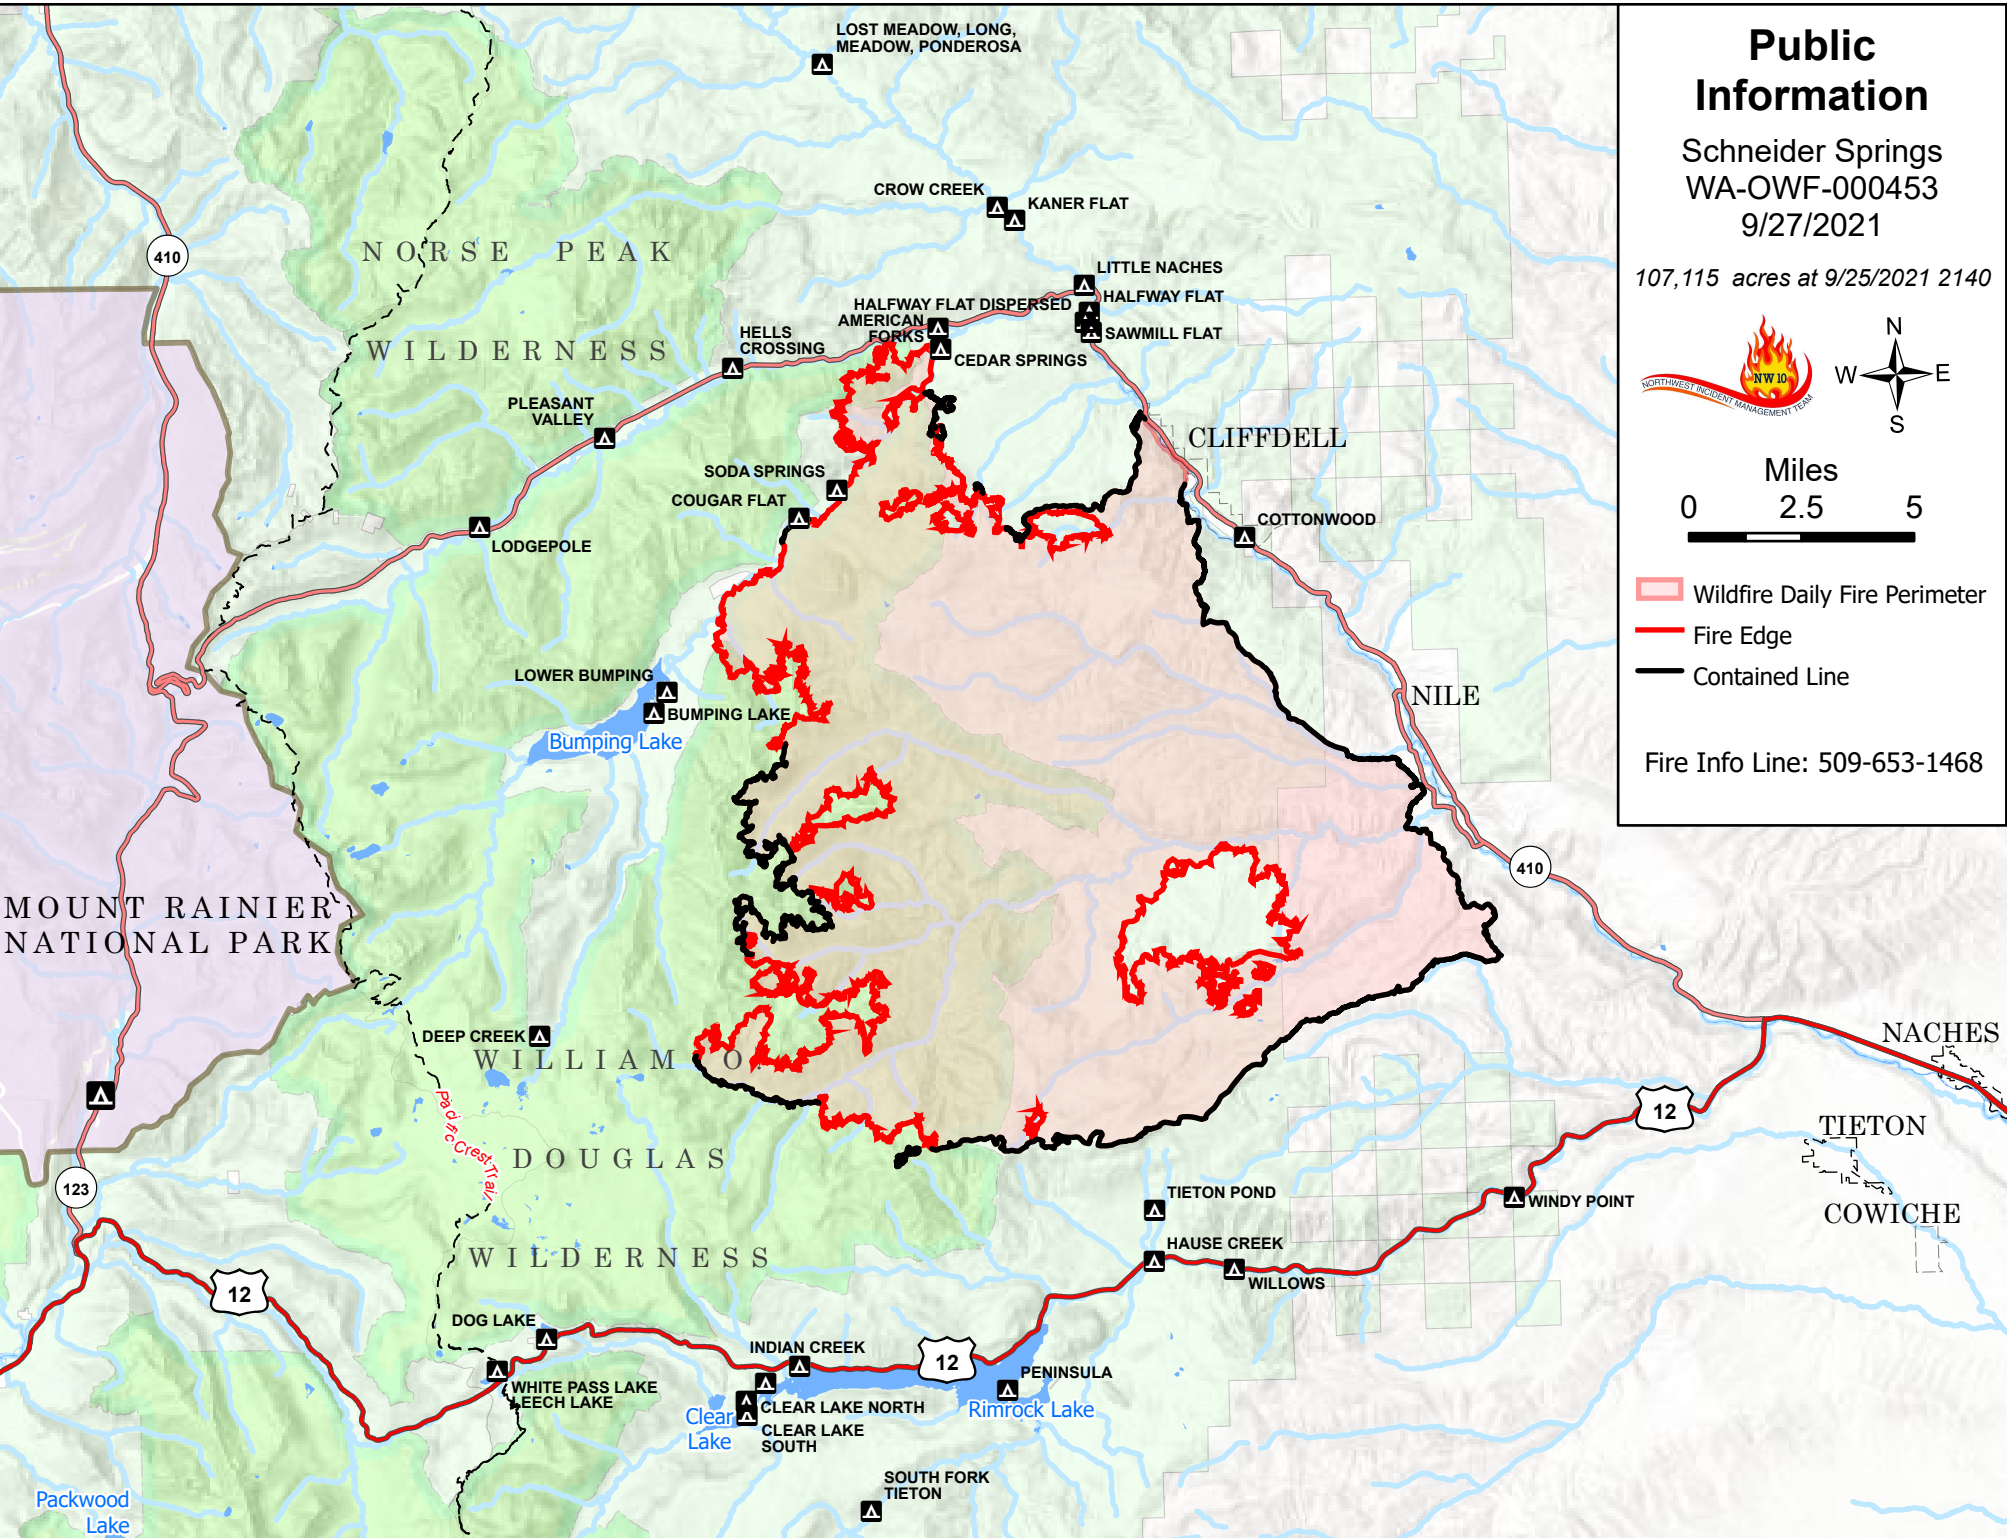 Public
Information
Schneider Springs
WA-OWF-000453
9/27/2021
107,115 acres at 9/25/2021 2140
NW 10
NORTHWEST INCIDENT MANAGEMENT TEAM
N
W
E
S
Miles
0 2.5 5
Wildfire Daily Fire Perimeter
Fire Edge
Contained Line
Fire Info Line: 509-653-1468
LOST MEADOW, LONG,
MEADOW, PONDEROSA
CROW CREEK
KANER FLAT
410
NORSE PEAK
WILDERNESS
LITTLE NACHES
HALFWAY FLAT DISPERSED
HALFWAY FLAT
AMERICAN
FORKS
SAWMILL FLAT
CEDAR SPRINGS
HELLS
CROSSING
PLEASANT
VALLEY
CLIFFDELL
SODA SPRINGS
COUGAR FLAT
COTTONWOOD
LODGEPOLE
LOWER BUMPING
BUMPING LAKE
Bumping Lake
NILE
410
MOUNT RAINIER
NATIONAL PARK
DEEP CREEK
WILLIAM O.
DOUGLAS
WILDERNESS
Pacific Crest Trail
NACHES
12
TIETON
COWICHE
123
TIETON POND
WINDY POINT
HAUSE CREEK
WILLOWS
12
DOG LAKE
INDIAN CREEK
12
WHITE PASS LAKE
LEECH LAKE
PENINSULA
CLEAR LAKE NORTH
Rimrock Lake
Clear
Lake
CLEAR LAKE
SOUTH
SOUTH FORK
TIETON
Packwood
Lake